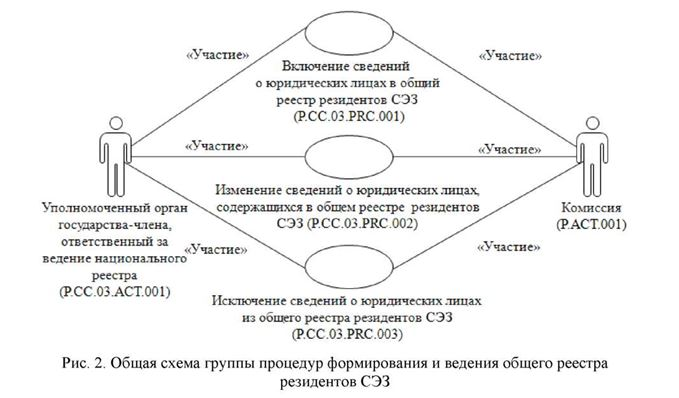 «Участие»
«Участие»
Включение сведений
о юридических лицах в общий
реестр резидентов СЭЗ
(P.CC.03.PRC.001)
«Участие»
«Участие»
Изменение сведений о юридических лицах,
содержащихся в общем реестре резидентов
СЭЗ (P.CC.03.PRC.002)
Уполномоченный орган
государства-члена,
ответственный за
ведение национального
реестра
(P.CC.03.ACT.001)
Комиссия
(P.ACT.001)
«Участие»
«Участие»
Исключение сведений о юридических лицах
из общего реестра резидентов СЭЗ
(P.CC.03.PRC.003)
Рис. 2. Общая схема группы процедур формирования и ведения общего реестра
резидентов СЭЗ